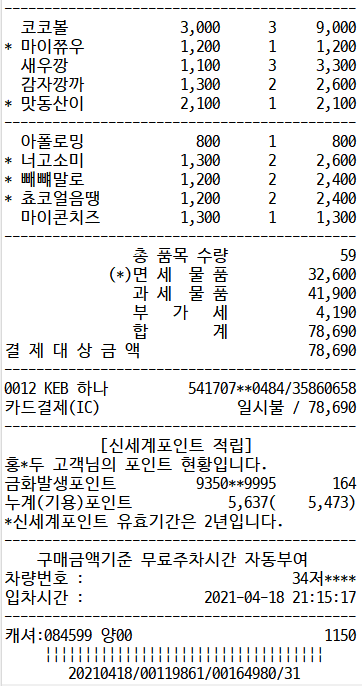 코코볼 3,000 3 9,000
* 마이쮸우 1,200 1 1,200
새우깡 1,100 3 3,300
감자깡까 1,300 2 2,600
* 맛동산이 2,100 1 2,100
아폴로밍 800 1 800
* 너고소미 1,300 2 2,600
* 빼빼말로 1,200 2 2,400
* 쵸코얼음땡 1,200 2 2,400
마이콘치즈 1,300 1 1,300
총 품목 수량 59
(*)면 세 물 품 32,600
과 세 물 품 41,900
부 가 세 4,190
합 계 78,690
결 제 대 상 금 액 78,690
0012 KEB 하나 541707**0484/35860658
카드결제(IC) 일시불 / 78,690
[신세계포인트 적립]
홍*두 고객님의 포인트 현황입니다.
금화발생포인트 9350**9995 164
누계(기용)포인트 5,637( 5,473)
*신세계포인트 유효기간은 2년입니다.
구매금액기준 무료주차시간 자동부여
차량번호 : 34저****
입차시간 : 2021-04-18 21:15:17
캐셔:084599 양00 1150
20210418/00119861/00164980/31